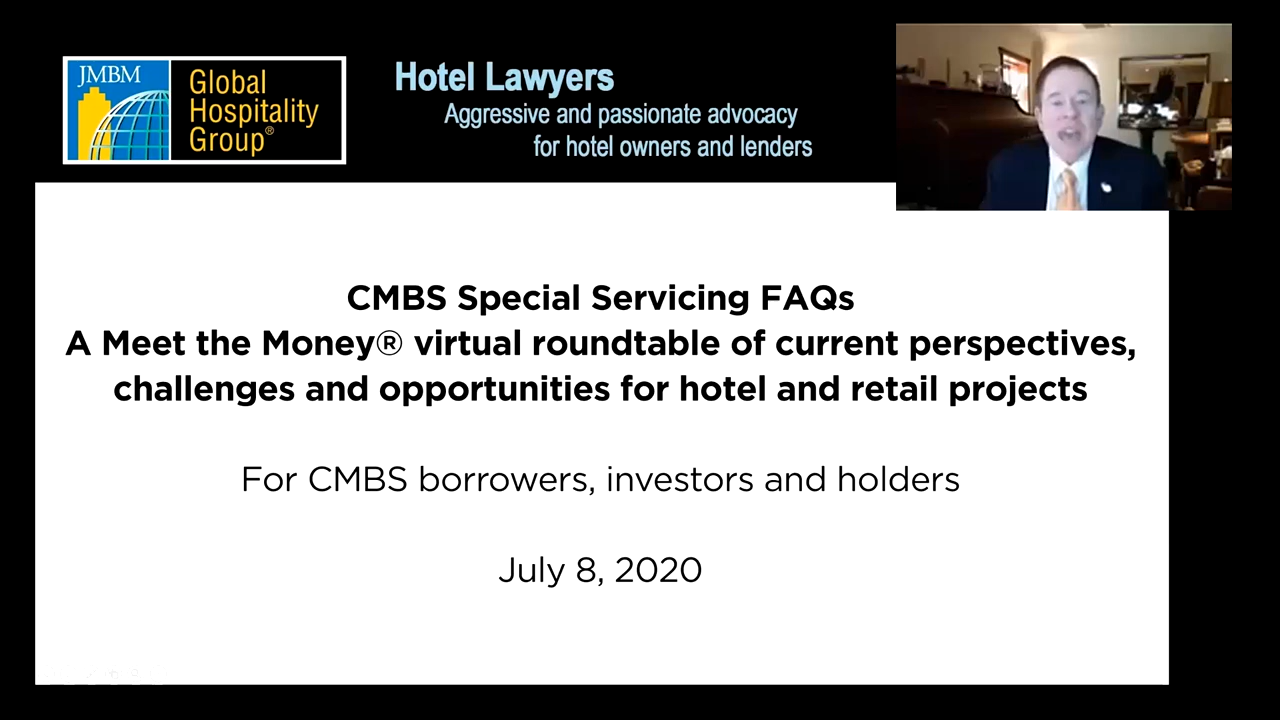 JMBM
Global
Hospitality
Group®
Hotel Lawyers
Aggressive and passionate advocacy
for hotel owners and lenders
CMBS Special Servicing FAQs
A Meet the Money® virtual roundtable of current perspectives,
challenges and opportunities for hotel and retail projects
For CMBS borrowers, investors and holders
July 8, 2020